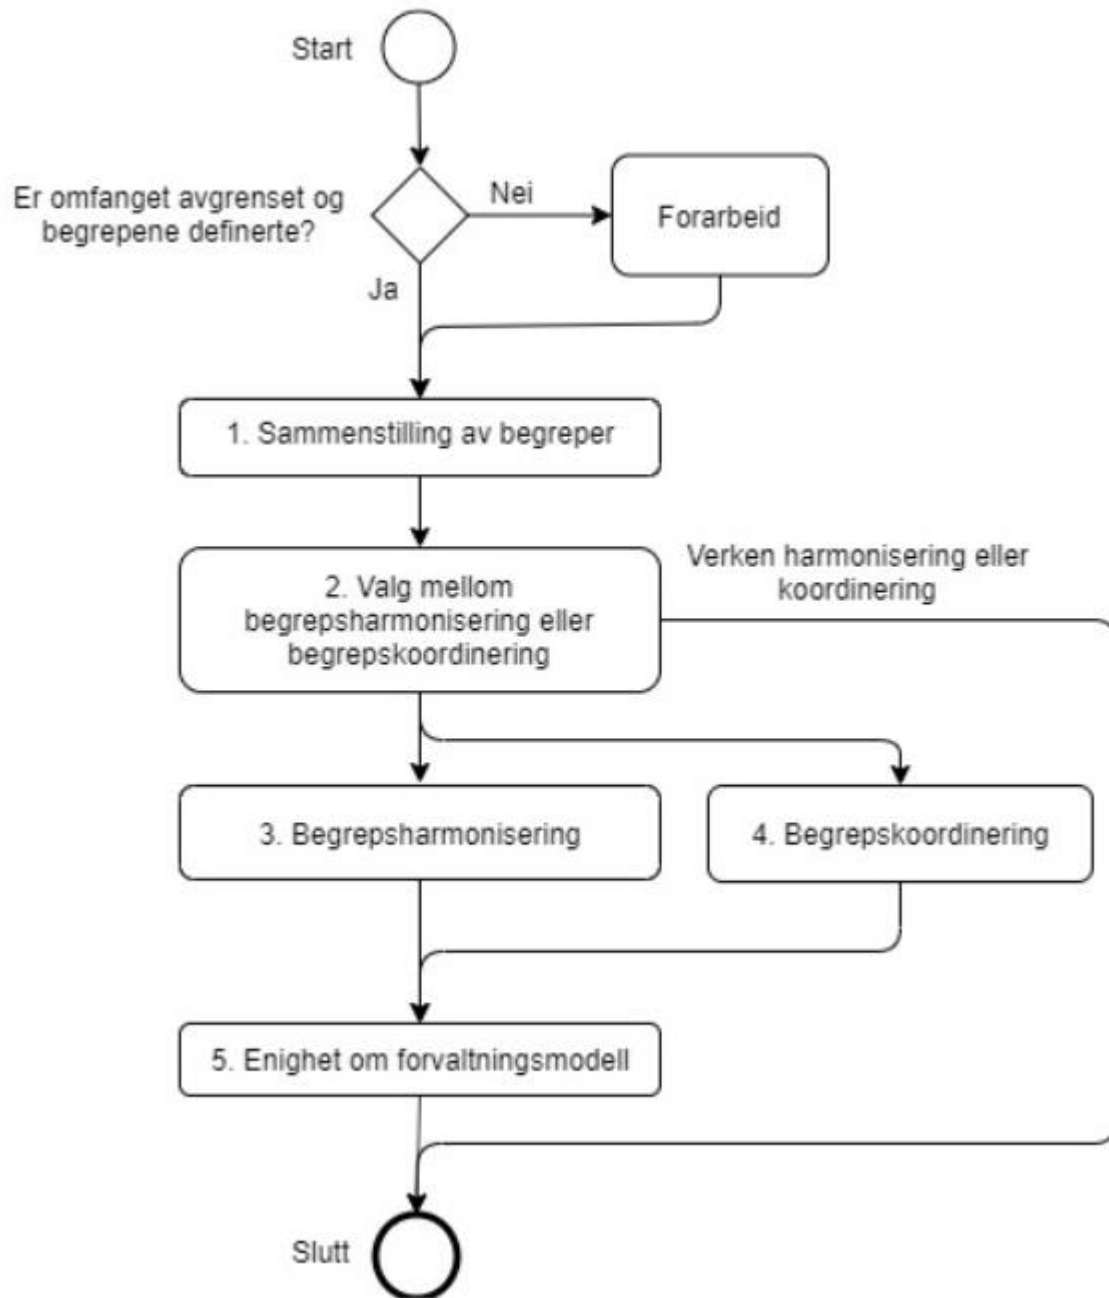 Start
Er omfanget avgrenset og
begrepene definerte?
Nei
Forarbeid
Ja
1. Sammenstilling av begreper
2. Valg mellom
begrepsharmonisering eller
begrepskoordinering
Verken harmonisering eller
koordinering
3. Begrepsharmonisering
4. Begrepskoordinering
5. Enighet om forvaltningsmodell
Slutt